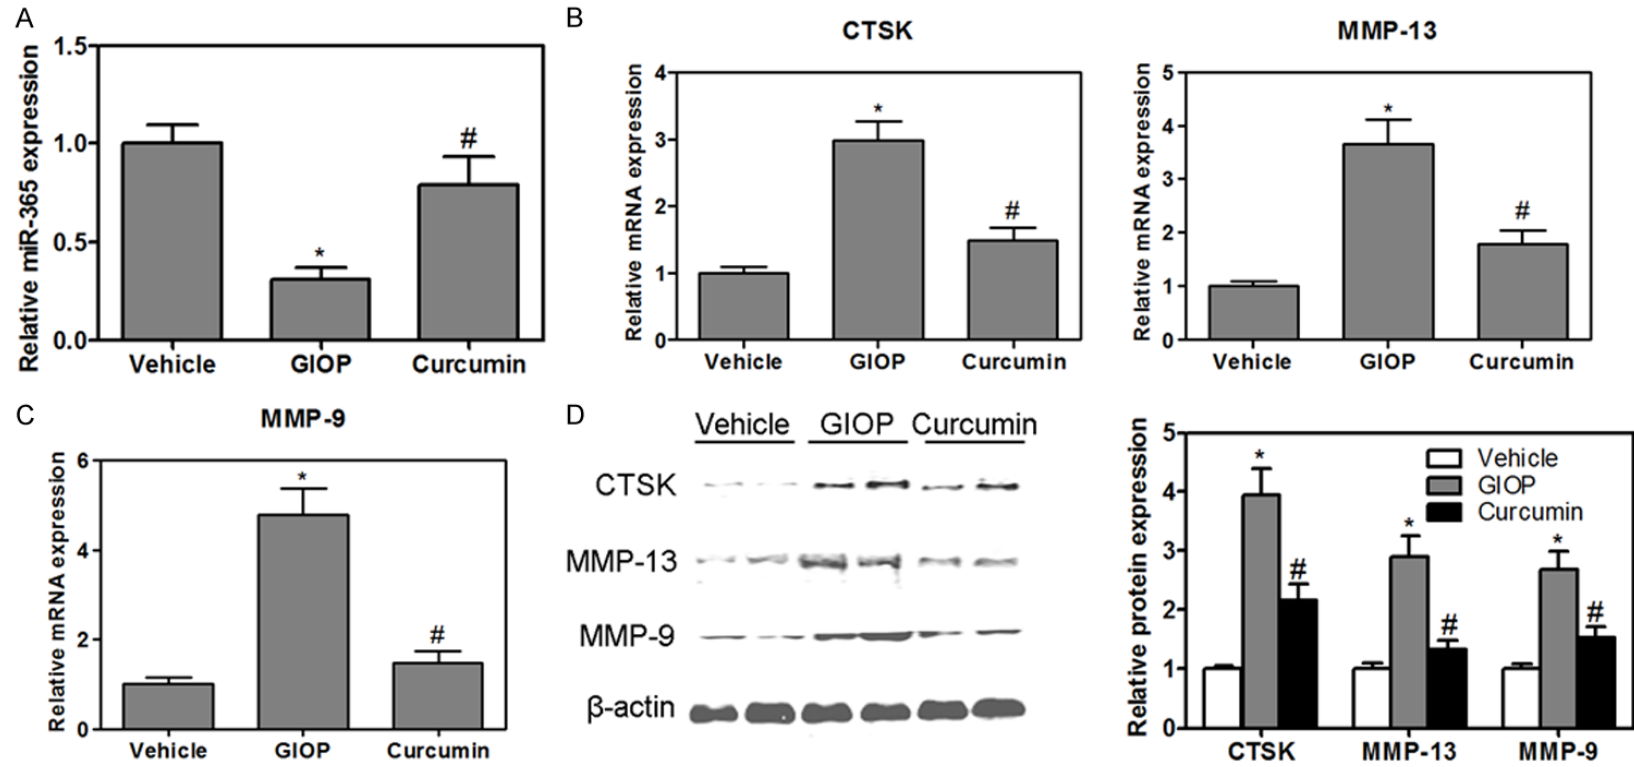 A
Relative miR-365 expression
1.5
1.0
0.5
0.0
*
#
Vehicle GIOP Curcumin
B
CTSK
Relative mRNA expression
4
3
2
1
0
*
#
Vehicle GIOP Curcumin
MMP-13
Relative mRNA expression
5
4
3
2
1
0
*
#
Vehicle GIOP Curcumin
C
MMP-9
Relative mRNA expression
6
4
2
0
*
#
Vehicle GIOP Curcumin
D
Vehicle GIOP Curcumin
CTSK
MMP-13
MMP-9
β-actin
Relative protein expression
5
4
3
2
1
0
Vehicle
GIOP
Curcumin
*
#
*
#
*
#
CTSK MMP-13 MMP-9